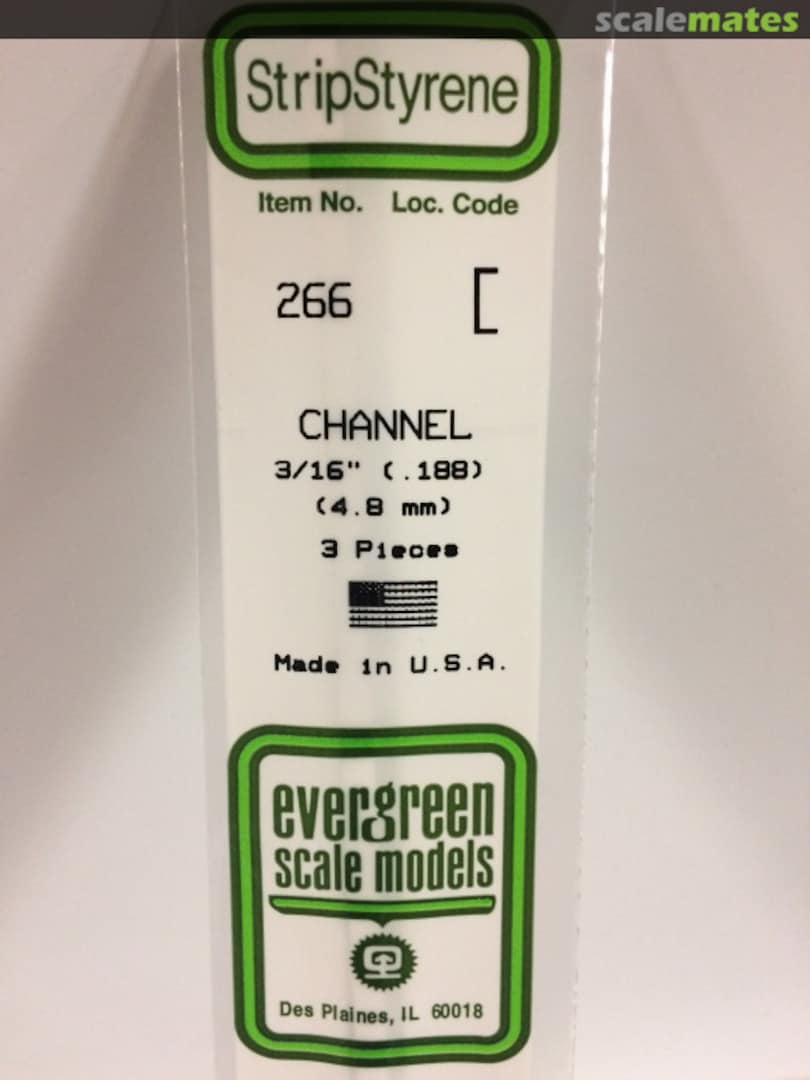 scalemates
StripStyrene
Item No. Loc. Code
266 [
CHANNEL
3/16" (.188)
(4.8 mm)
3 Pieces
Made in U.S.A.
evergreen
scale models
Des Plaines, IL 60018